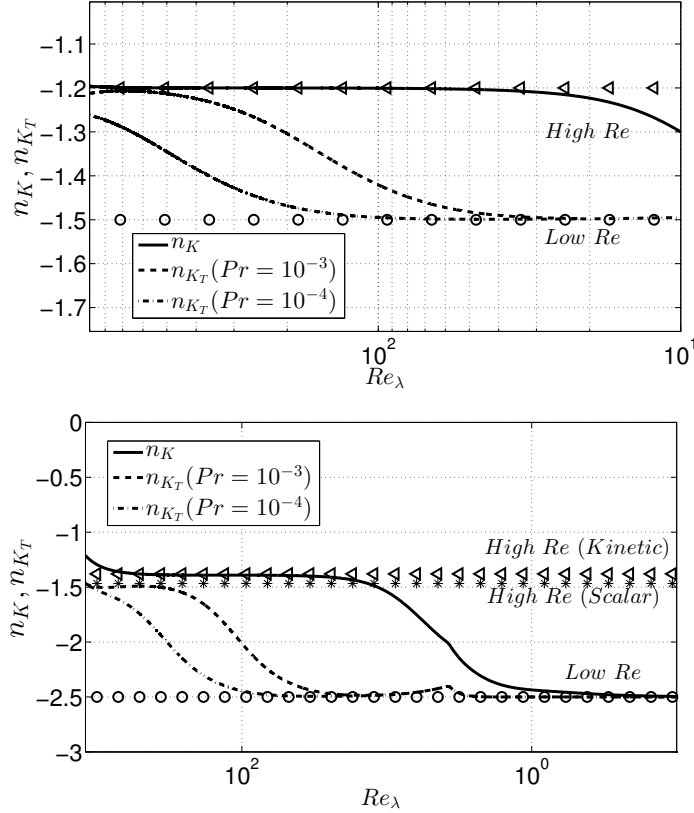 −1.1
−1.2
−1.3
−1.4
−1.5
−1.6
−1.7
n_K, n_{K_T}
High Re
Low Re
n_K
n_{K_T}(Pr = 10^{−3})
n_{K_T}(Pr = 10^{−4})
10^2
10^1
Re_λ
0
−0.5
−1
−1.5
−2
−2.5
−3
n_K, n_{K_T}
n_K
n_{K_T}(Pr = 10^{−3})
n_{K_T}(Pr = 10^{−4})
High Re (Kinetic)
High Re (Scalar)
Low Re
10^2
10^0
Re_λ